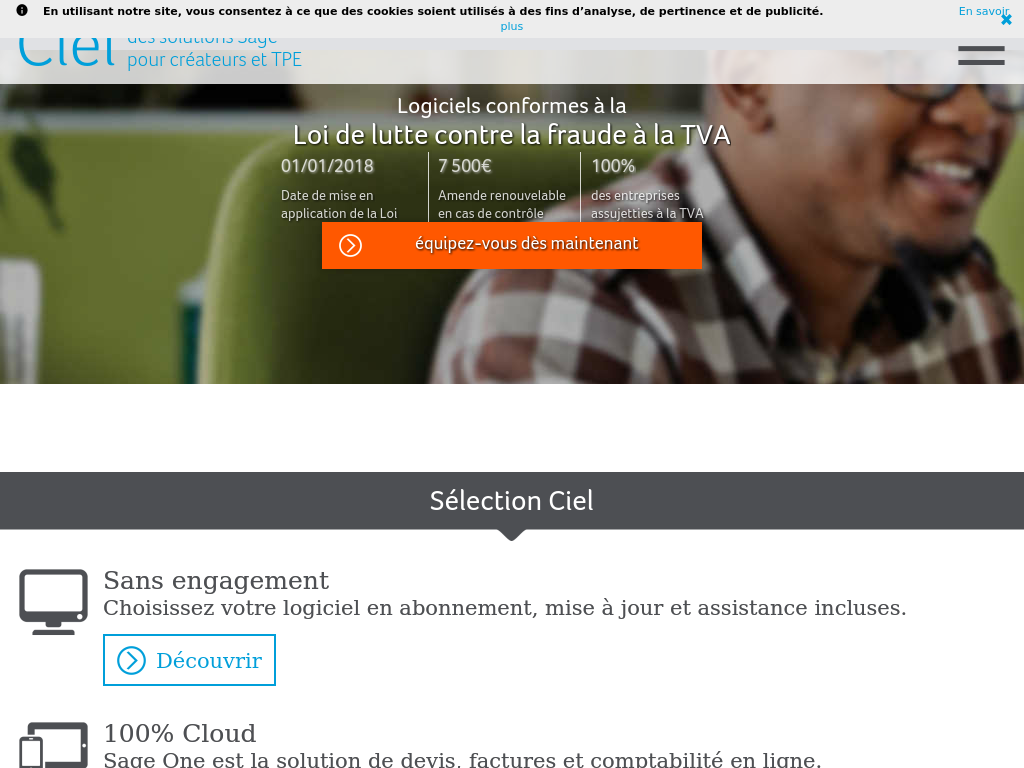 En utilisant notre site, vous consentez à ce que des cookies soient utilisés à des fins d’analyse, de pertinence et de publicité. En savoir plus
Ciel des solutions Sage
pour créateurs et TPE
Logiciels conformes à la
Loi de lutte contre la fraude à la TVA
01/01/2018
Date de mise en
application de la Loi
7 500€
Amende renouvelable
en cas de contrôle
100%
des entreprises
assujetties à la TVA
équipez-vous dès maintenant
Sélection Ciel
Sans engagement
Choisissez votre logiciel en abonnement, mise à jour et assistance incluses.
Découvrir
100% Cloud
Sage One est la solution de devis, factures et comptabilité en ligne.